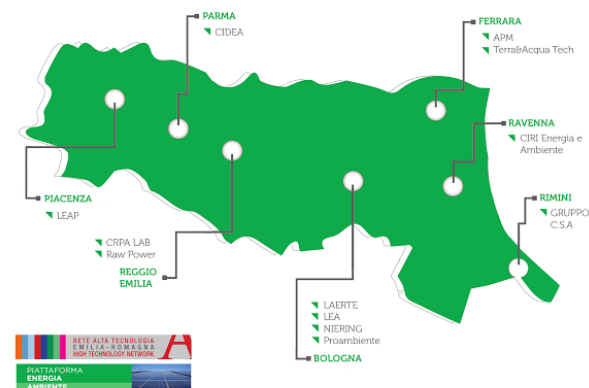 PARMA
CIDEA
FERRARA
APM
Terra&Acqua Tech
RAVENNA
CIRI Energia e
Ambiente
PIACENZA
LEAP
RIMINI
GRUPPO
C.S.A
CRPA LAB
Raw Power
REGGIO
EMILIA
LAERTE
LEA
NIERING
Proambiente
BOLOGNA
RETE ALTA TECNOLOGIA
EMILIA-ROMAGNA
HIGH TECHNOLOGY NETWORK
PIATTAFORMA
ENERGIA
AMBIENTE